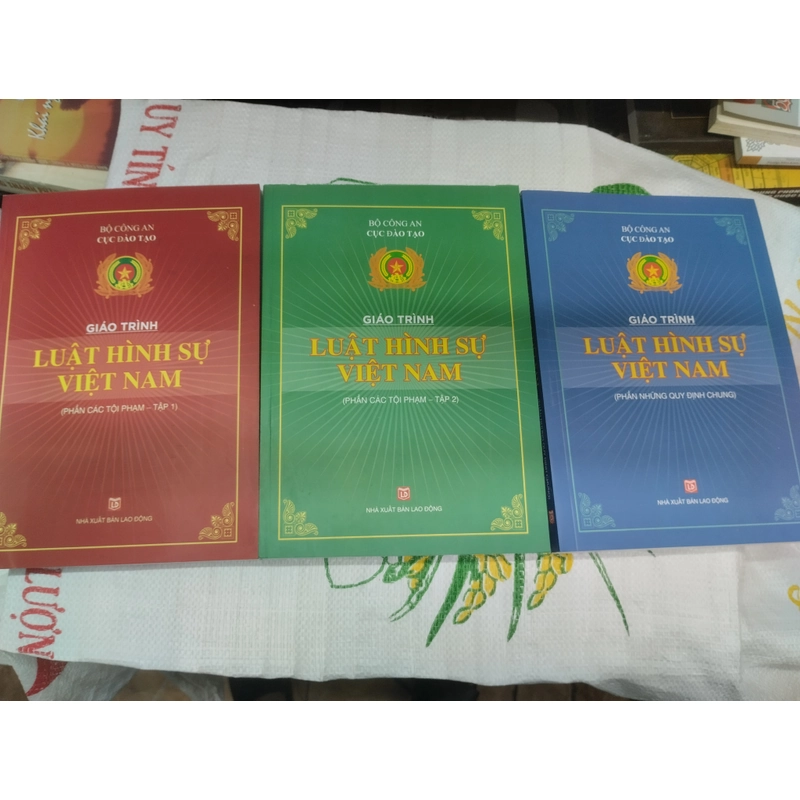 UY TÍN
BỘ CÔNG AN
CỤC ĐÀO TẠO
GIÁO TRÌNH
LUẬT HÌNH SỰ
VIỆT NAM
(PHẦN CÁC TỘI PHẠM – TẬP 1)
NHÀ XUẤT BẢN LAO ĐỘNG
BỘ CÔNG AN
CỤC ĐÀO TẠO
GIÁO TRÌNH
LUẬT HÌNH SỰ
VIỆT NAM
(PHẦN CÁC TỘI PHẠM – TẬP 2)
NHÀ XUẤT BẢN LAO ĐỘNG
BỘ CÔNG AN
CỤC ĐÀO TẠO
GIÁO TRÌNH
LUẬT HÌNH SỰ
VIỆT NAM
(PHẦN NHỮNG QUY ĐỊNH CHUNG)
NHÀ XUẤT BẢN LAO ĐỘNG